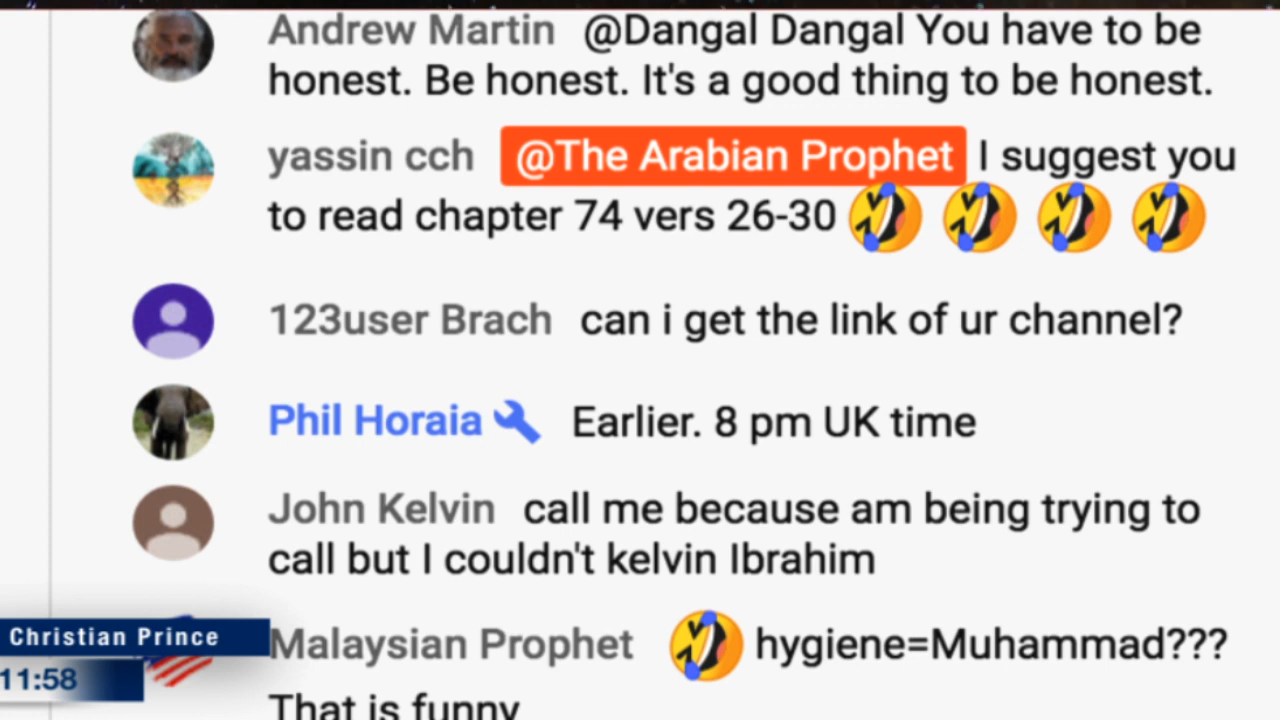 Andrew Martin @Dangal Dangal You have to be
honest. Be honest. It's a good thing to be honest.
yassin cch @The Arabian Prophet I suggest you
to read chapter 74 vers 26-30 🤣 🤣 🤣 🤣
123user Brach can i get the link of ur channel?
Phil Horaia Earlier. 8 pm UK time
John Kelvin call me because am being trying to
call but I couldn't kelvin Ibrahim
Christian Prince
Malaysian Prophet 🤣 hygiene=Muhammad???
11:58
That is funny